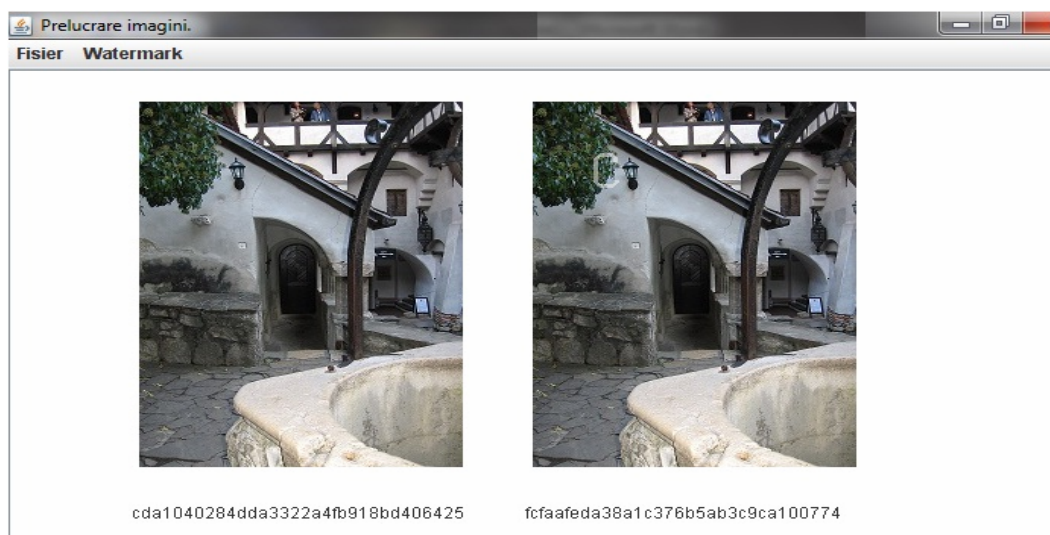 Prelucrare imagini.
Fisier Watermark
C
cda1040284dda3322a4fb918bd406425 fcfaafeda38a1c376b5ab3c9ca100774